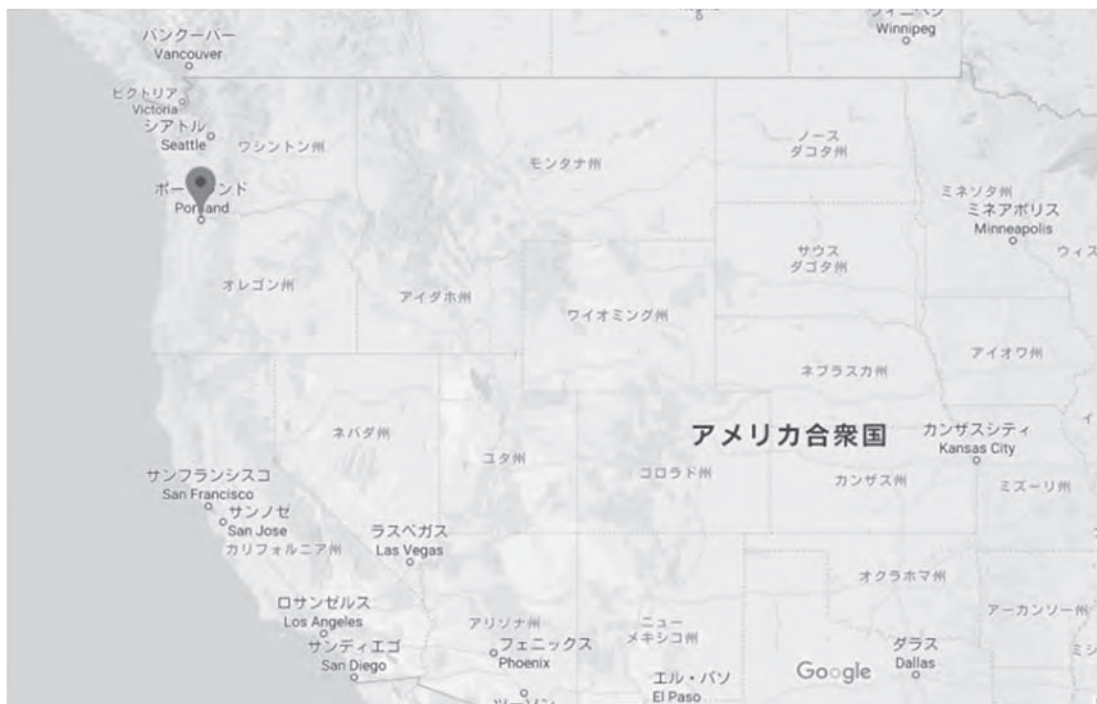 バンクーバー
Vancouver
Winnipeg
ビクトリア
Victoria
シアトル
Seattle
ワシントン州
モンタナ州
ノース
ダコタ州
ミネソタ州
ミネアポリス
Minneapolis
サウス
ダコタ州
オレゴン州
アイダホ州
ワイオミング州
アイオワ州
ネブラスカ州
アメリカ合衆国
カンザスシティ
Kansas City
ネバダ州
ユタ州
コロラド州
カンザス州
ミズーリ州
サンフランシスコ
San Francisco
サンノゼ
San Jose
カリフォルニア州
ラスベガス
Las Vegas
オクラホマ州
アーカンソー州
ロサンゼルス
Los Angeles
アリゾナ州
ニュー
メキシコ州
サンディエゴ
San Diego
フェニックス
Phoenix
エル・パソ
El Paso
Google
ダラス
Dallas